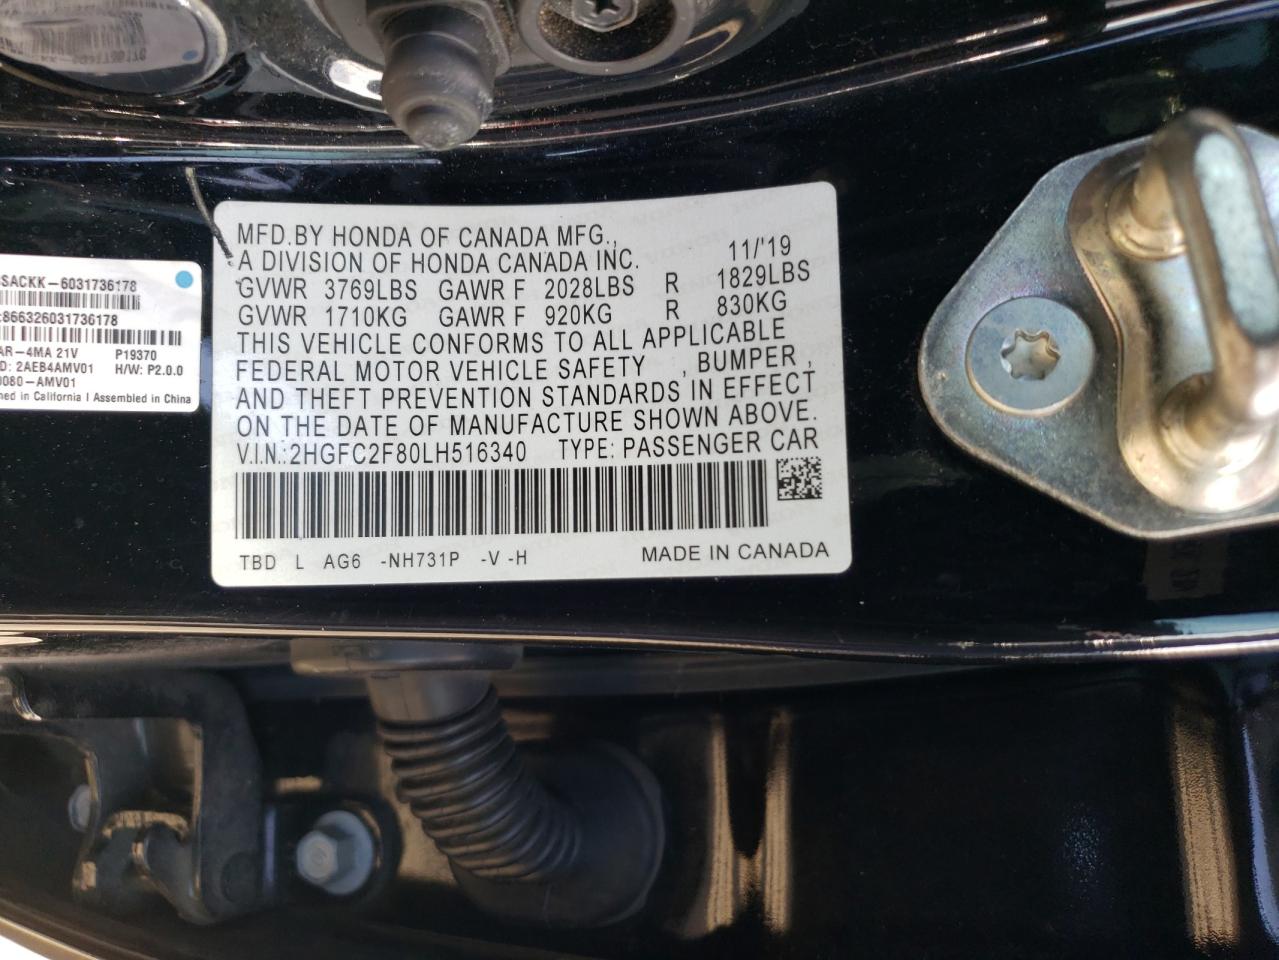 MFD.BY HONDA OF CANADA MFG.,
A DIVISION OF HONDA CANADA INC. 11/'19
GVWR 3769LBS GAWR F 2028LBS R 1829LBS
GVWR 1710KG GAWR F 920KG R 830KG
THIS VEHICLE CONFORMS TO ALL APPLICABLE
FEDERAL MOTOR VEHICLE SAFETY , BUMPER ,
AND THEFT PREVENTION STANDARDS IN EFFECT
ON THE DATE OF MANUFACTURE SHOWN ABOVE.
V.I.N.:2HGFC2F80LH516340 TYPE: PASSENGER CAR
TBD L AG6 -NH731P -V -H MADE IN CANADA
SACKK-6031736178
:866326031736178
AR-4MA 21V P19370
D: 2AEB4AMV01 H/W: P2.0.0
0080-AMV01
ned in California I Assembled in China